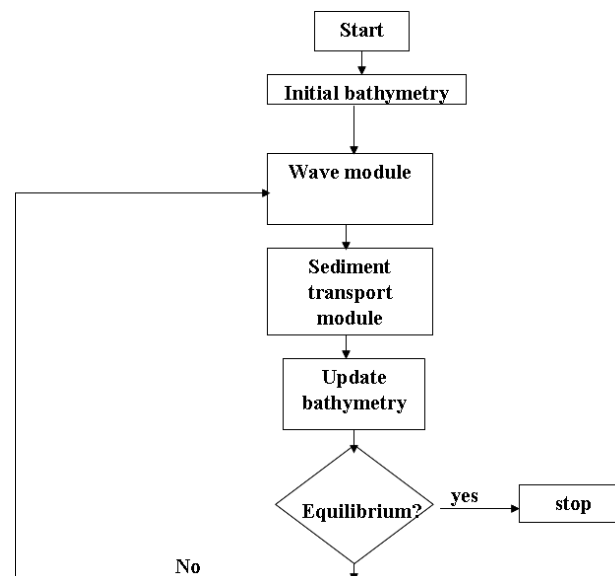 Start
Initial bathymetry
Wave module
Sediment
transport
module
Update
bathymetry
Equilibrium?
yes
stop
No